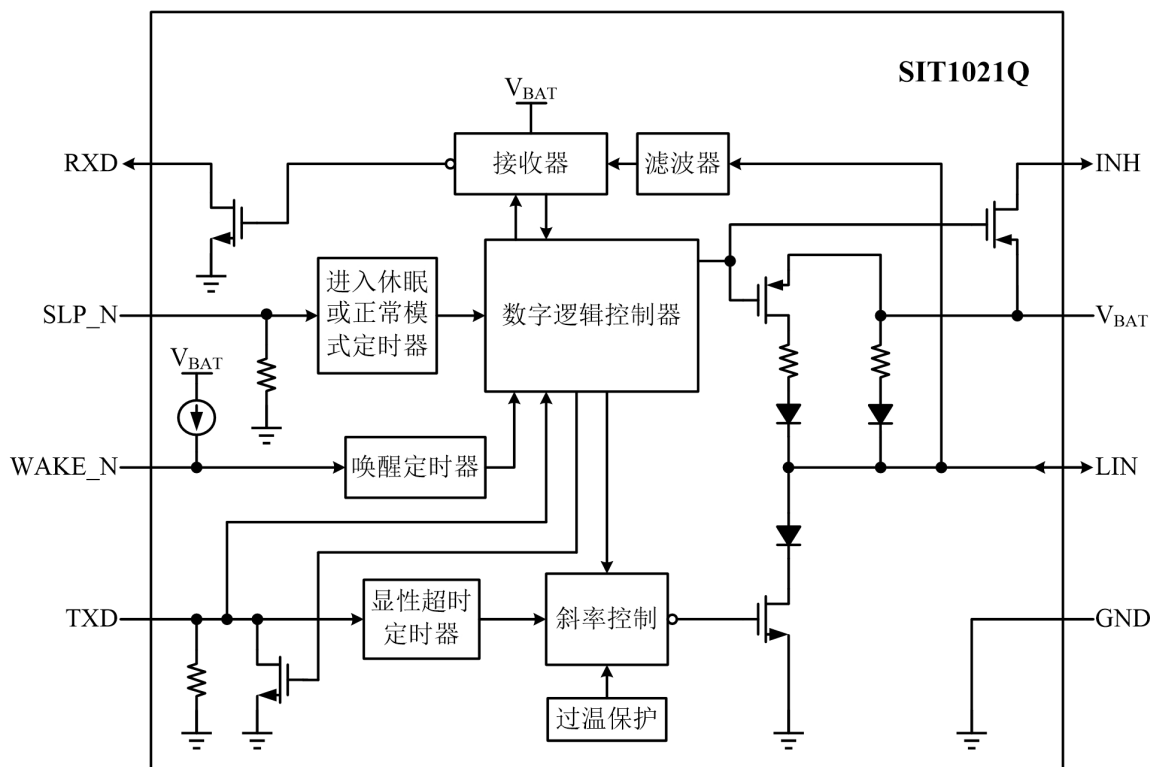 SIT1021Q
VBAT
RXD
接收器
滤波器
INH
进入休眠
或正常模
式定时器
SLP_N
数字逻辑控制器
VBAT
VBAT
WAKE_N
唤醒定时器
LIN
TXD
显性超时
定时器
斜率控制
GND
过温保护